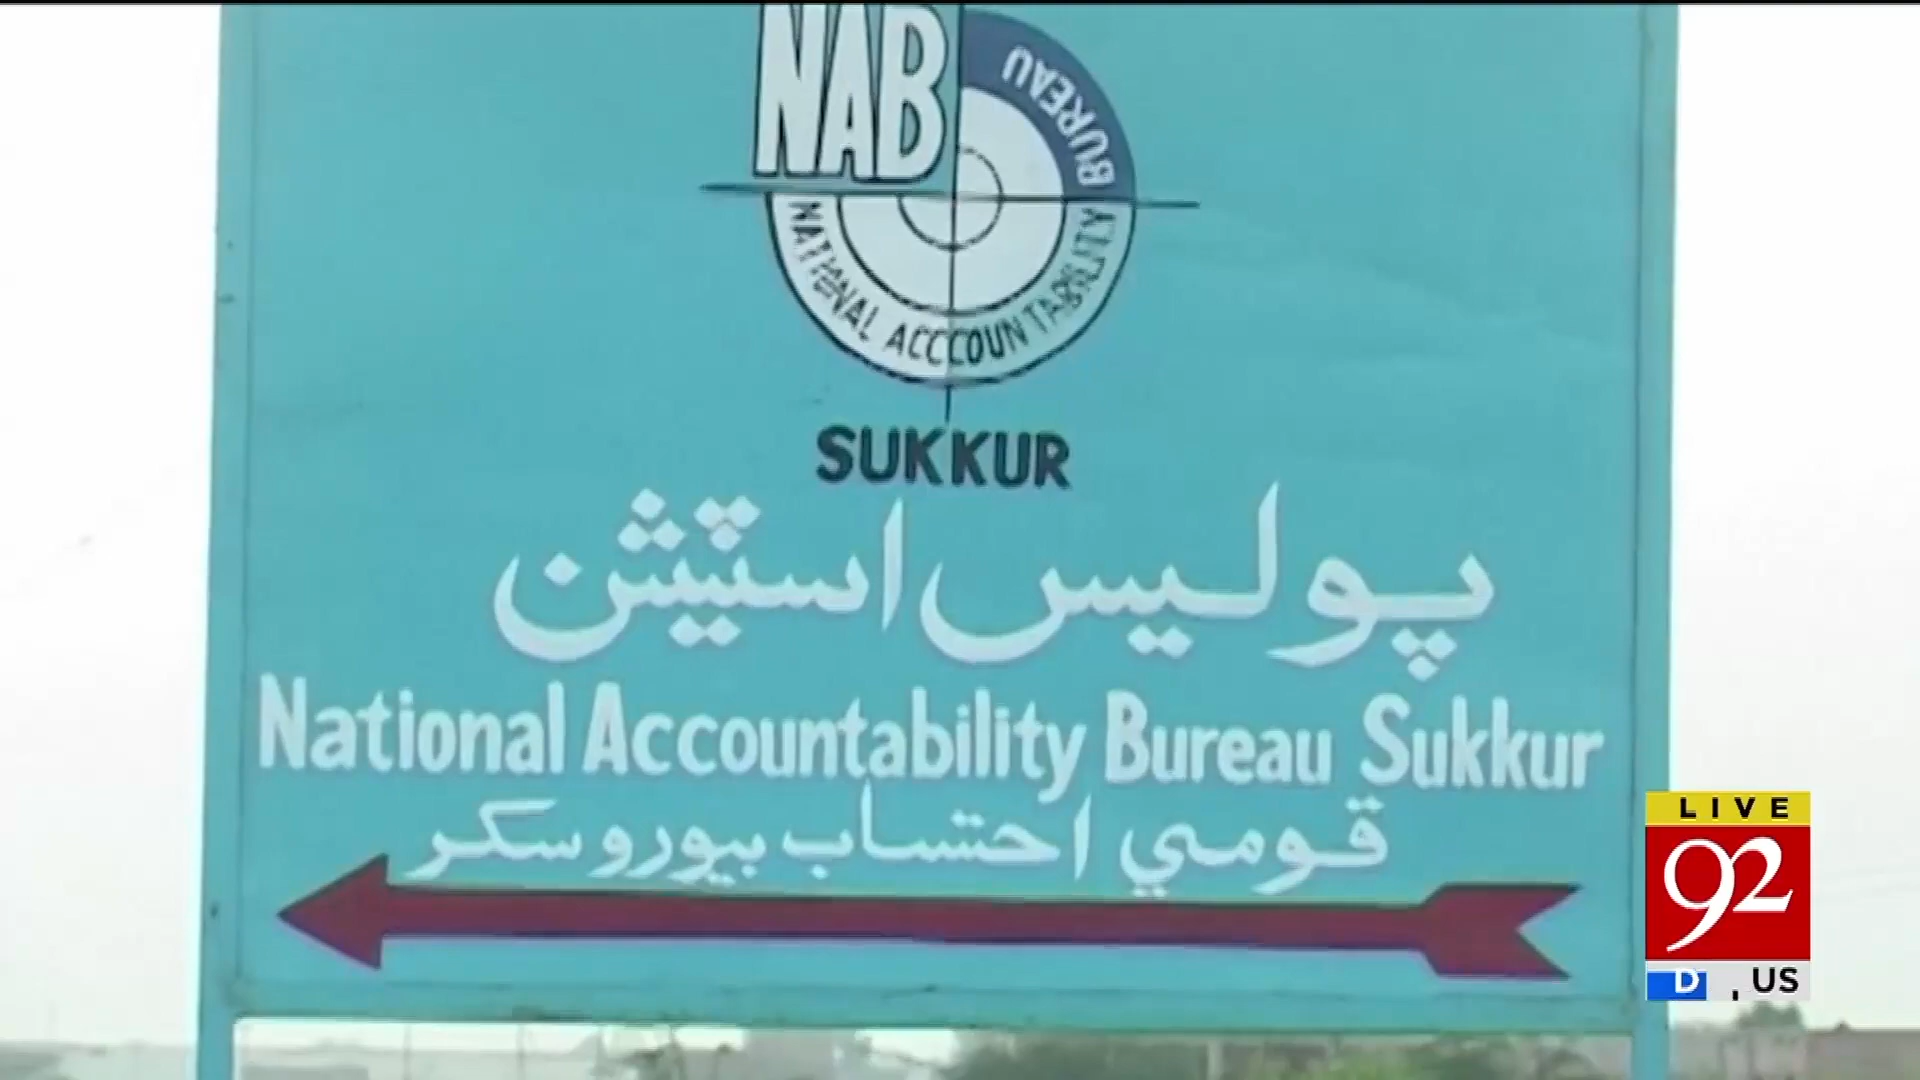 NAB
BUREAU
NATIONAL ACCCOUNTABILITY
SUKKUR
پولیس اسٹیشن
National Accountability Bureau Sukkur
قومي احتساب بيورو سکر
LIVE
92
D , US